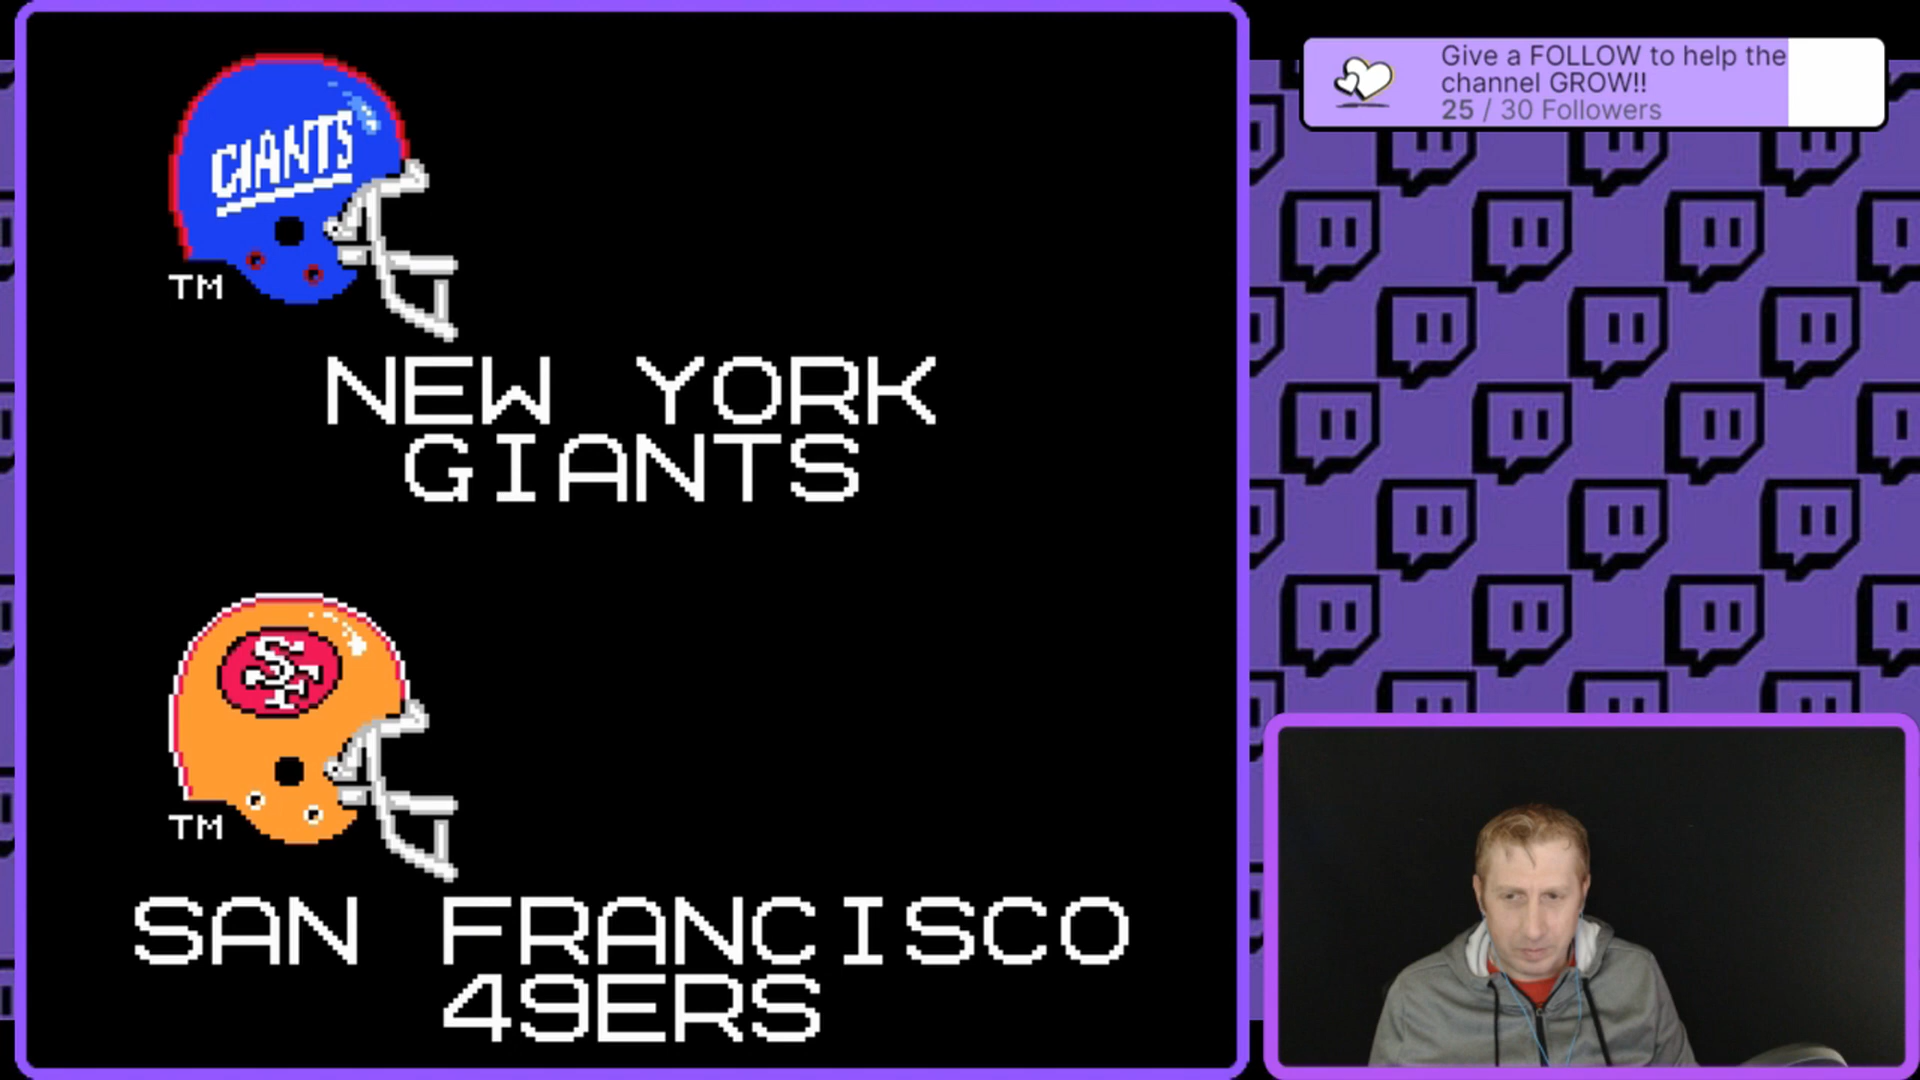 GIANTS
TM
NEW YORK
GIANTS
SF
TM
SAN FRANCISCO
49ERS
Give a FOLLOW to help the
channel GROW!!
25 / 30 Followers